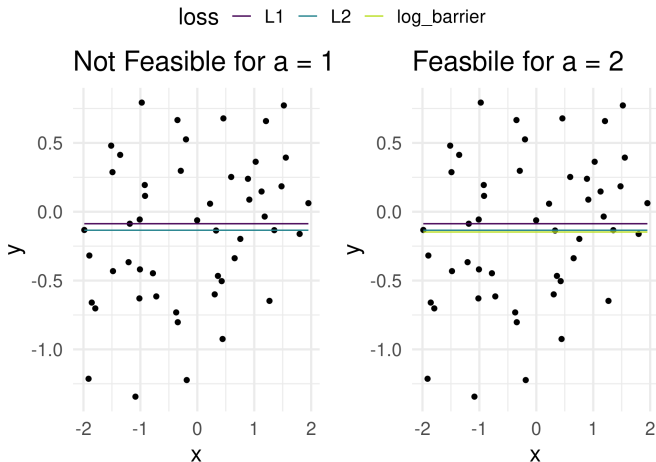 loss L1 L2 log_barrier
Not Feasible for a = 1
Feasbile for a = 2
0.5
0.0
-0.5
-1.0
y
-2 -1 0 1 2
x
0.5
0.0
-0.5
-1.0
y
-2 -1 0 1 2
x